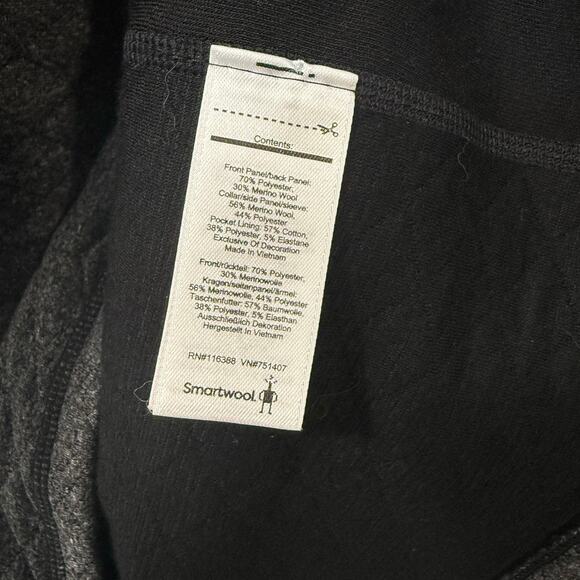 Contents:
Front Panel/back Panel:
70% Polyester,
30% Merino Wool
Collar/side Panel/sleeve:
56% Merino Wool,
44% Polyester
Pocket Lining: 57% Cotton,
38% Polyester, 5% Elastane
Exclusive Of Decoration
Made In Vietnam
Front/rückteil: 70% Polyester,
30% Merinowolle
Kragen/seitenpanel/ärmel:
56% Merinowolle, 44% Polyester
Taschenfutter: 57% Baumwolle,
38% Polyester, 5% Elasthan
Ausschließlich Dekoration
Hergestellt In Vietnam
RN#116388 VN#751407
Smartwool